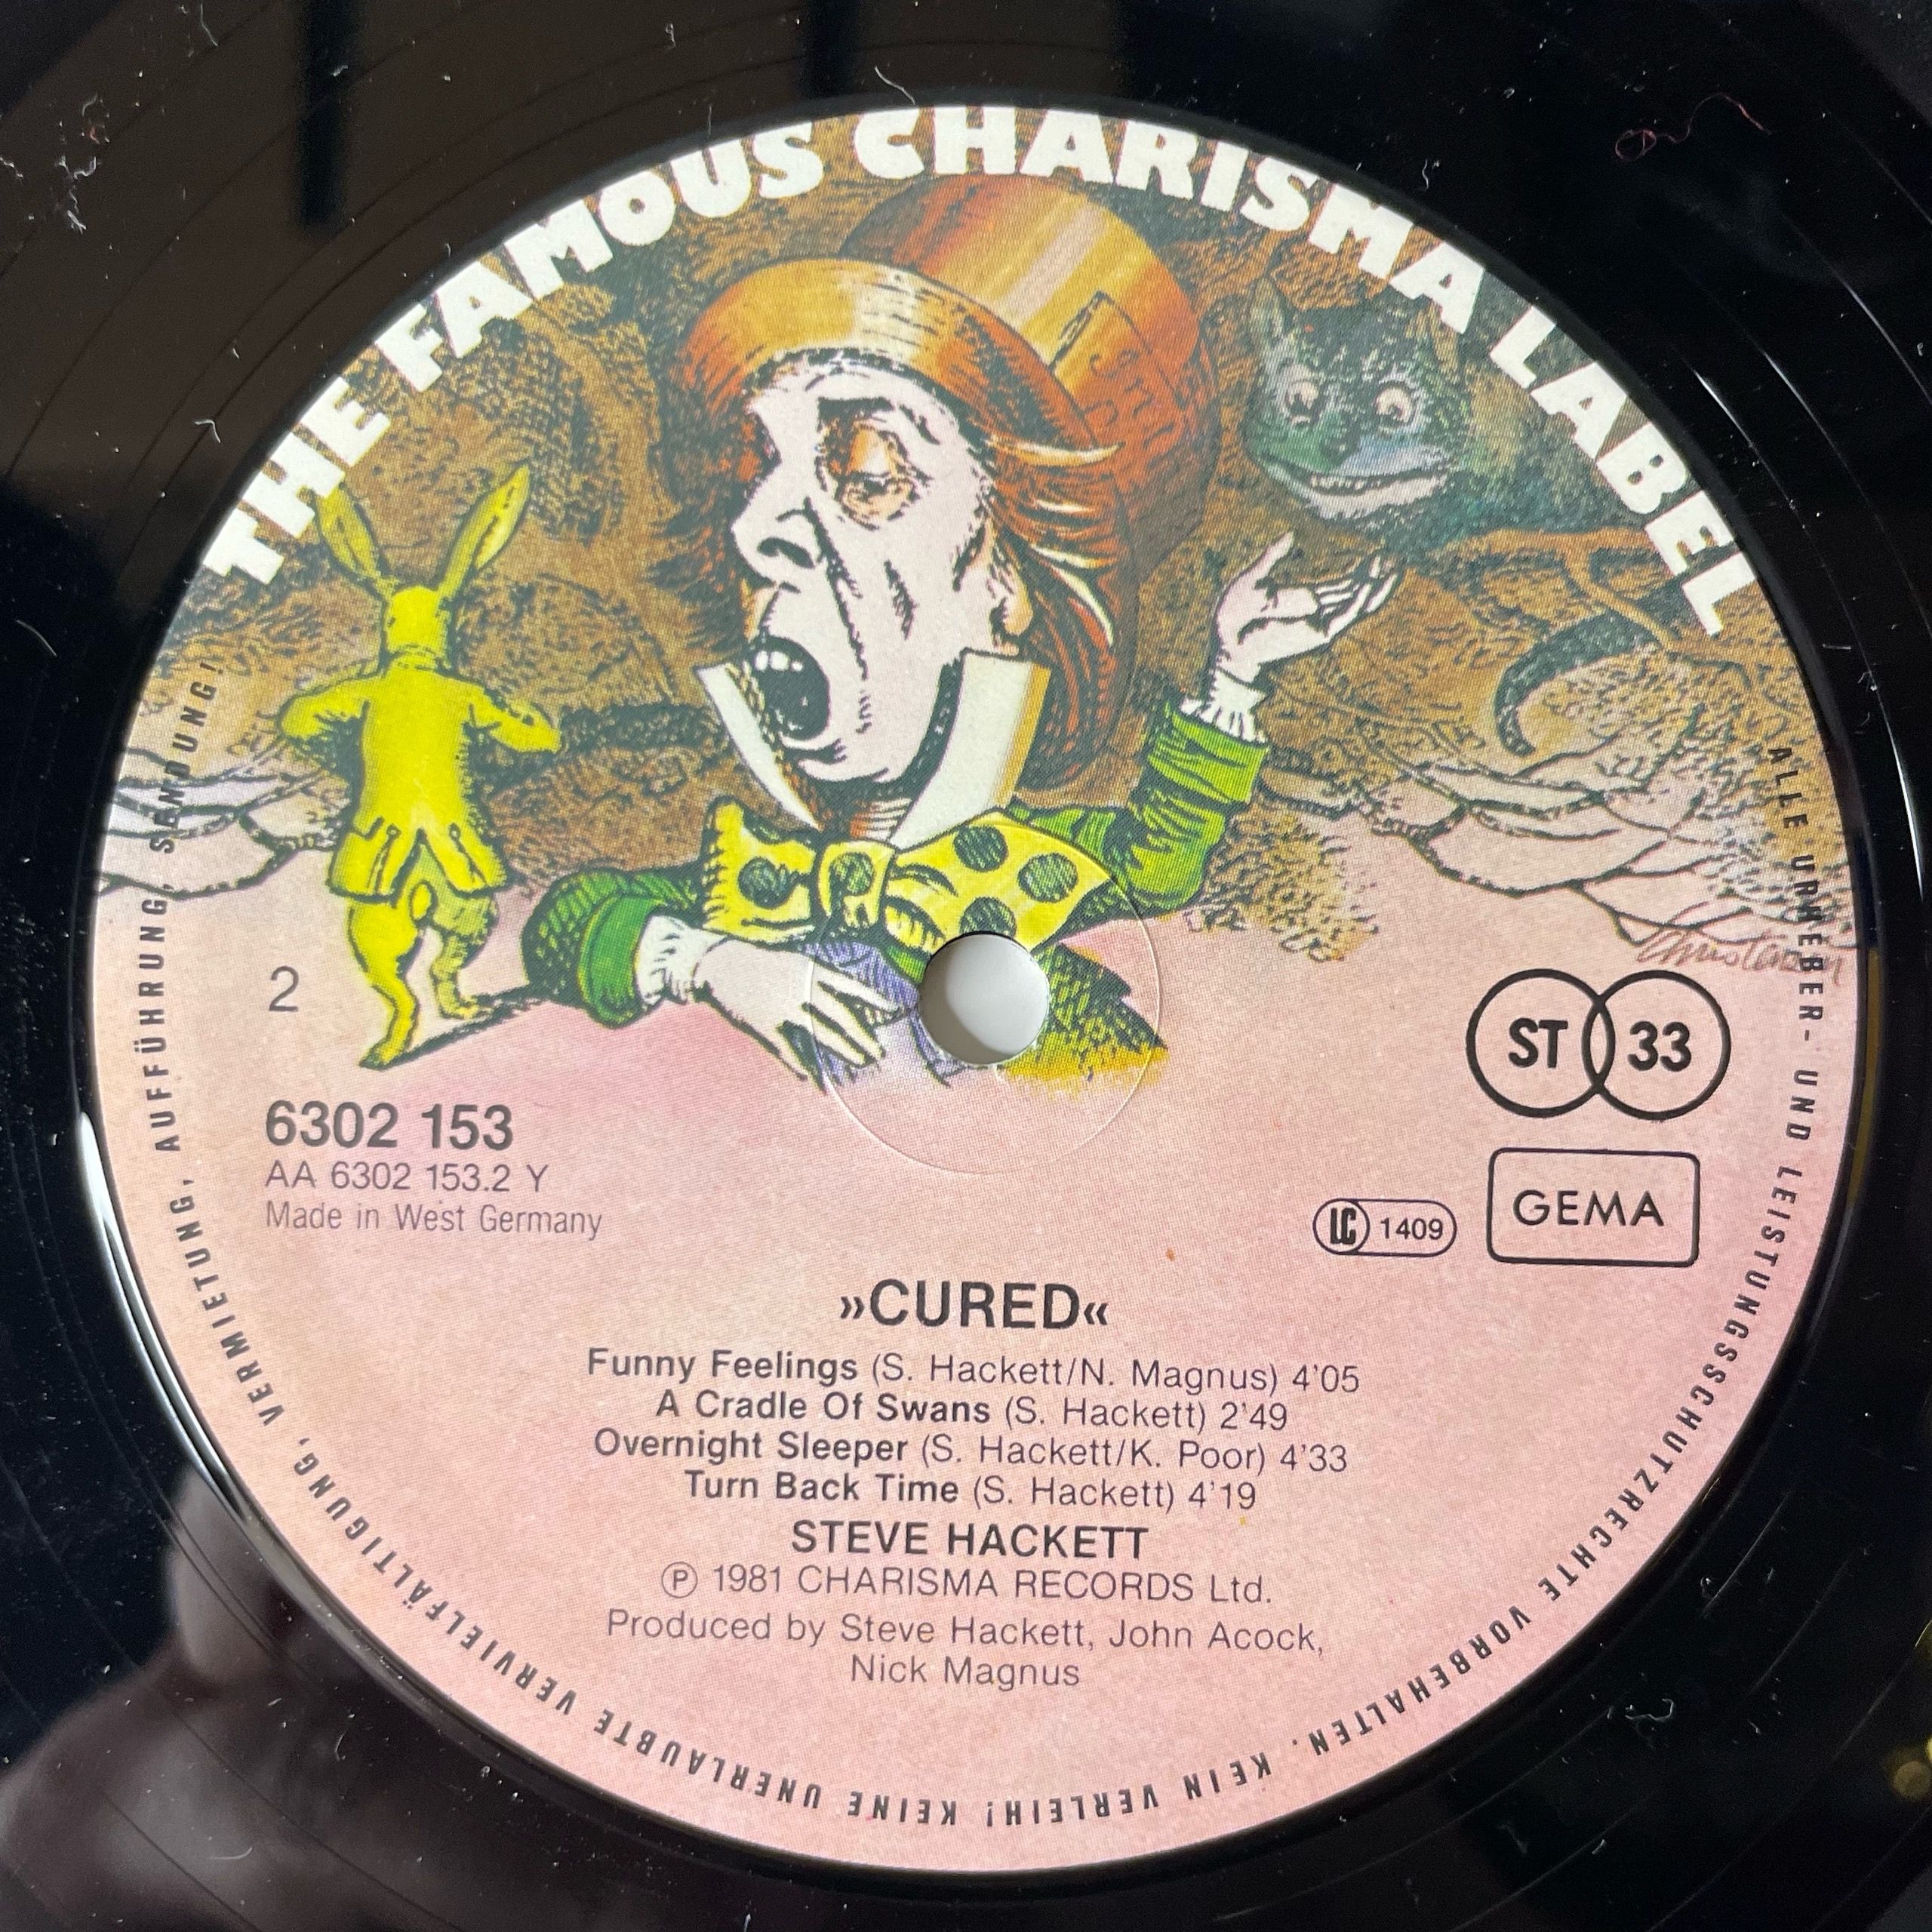 THE FAMOUS CHARISMA LABEL
2
ST 33
6302 153
AA 6302 153.2 Y
Made in West Germany
LC 1409
GEMA
»CURED«
Funny Feelings (S. Hackett/N. Magnus) 4'05
A Cradle Of Swans (S. Hackett) 2'49
Overnight Sleeper (S. Hackett/K. Poor) 4'33
Turn Back Time (S. Hackett) 4'19
STEVE HACKETT
Ⓟ 1981 CHARISMA RECORDS Ltd.
Produced by Steve Hackett, John Acock,
Nick Magnus
ALLE URHEBER- UND LEISTUNGSSCHUTZRECHTE VORBEHALTEN. KEIN VERLEIH! KEINE UNERLAUBTE VERVIELFÄLTIGUNG, VERMIETUNG, AUFFÜHRUNG, SENDUNG!